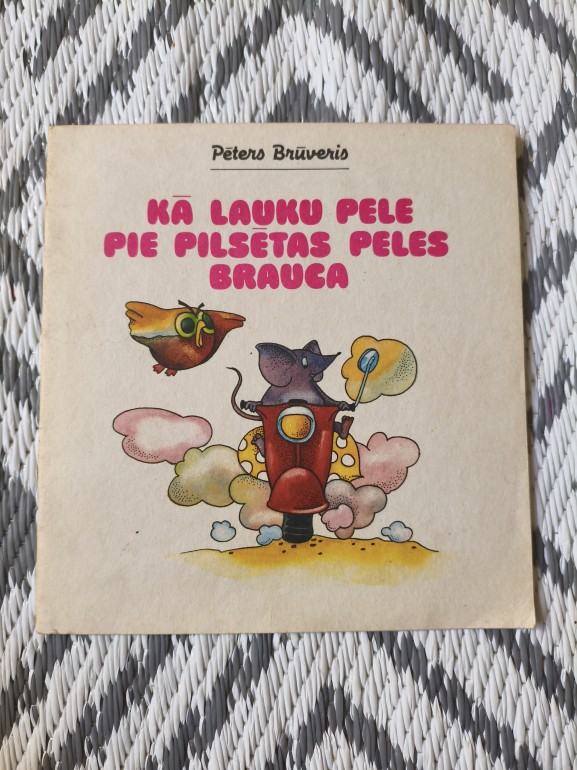 Pēters Brūveris
KĀ LAUKU PELE
PIE PILSĒTAS PELES
BRAUCA